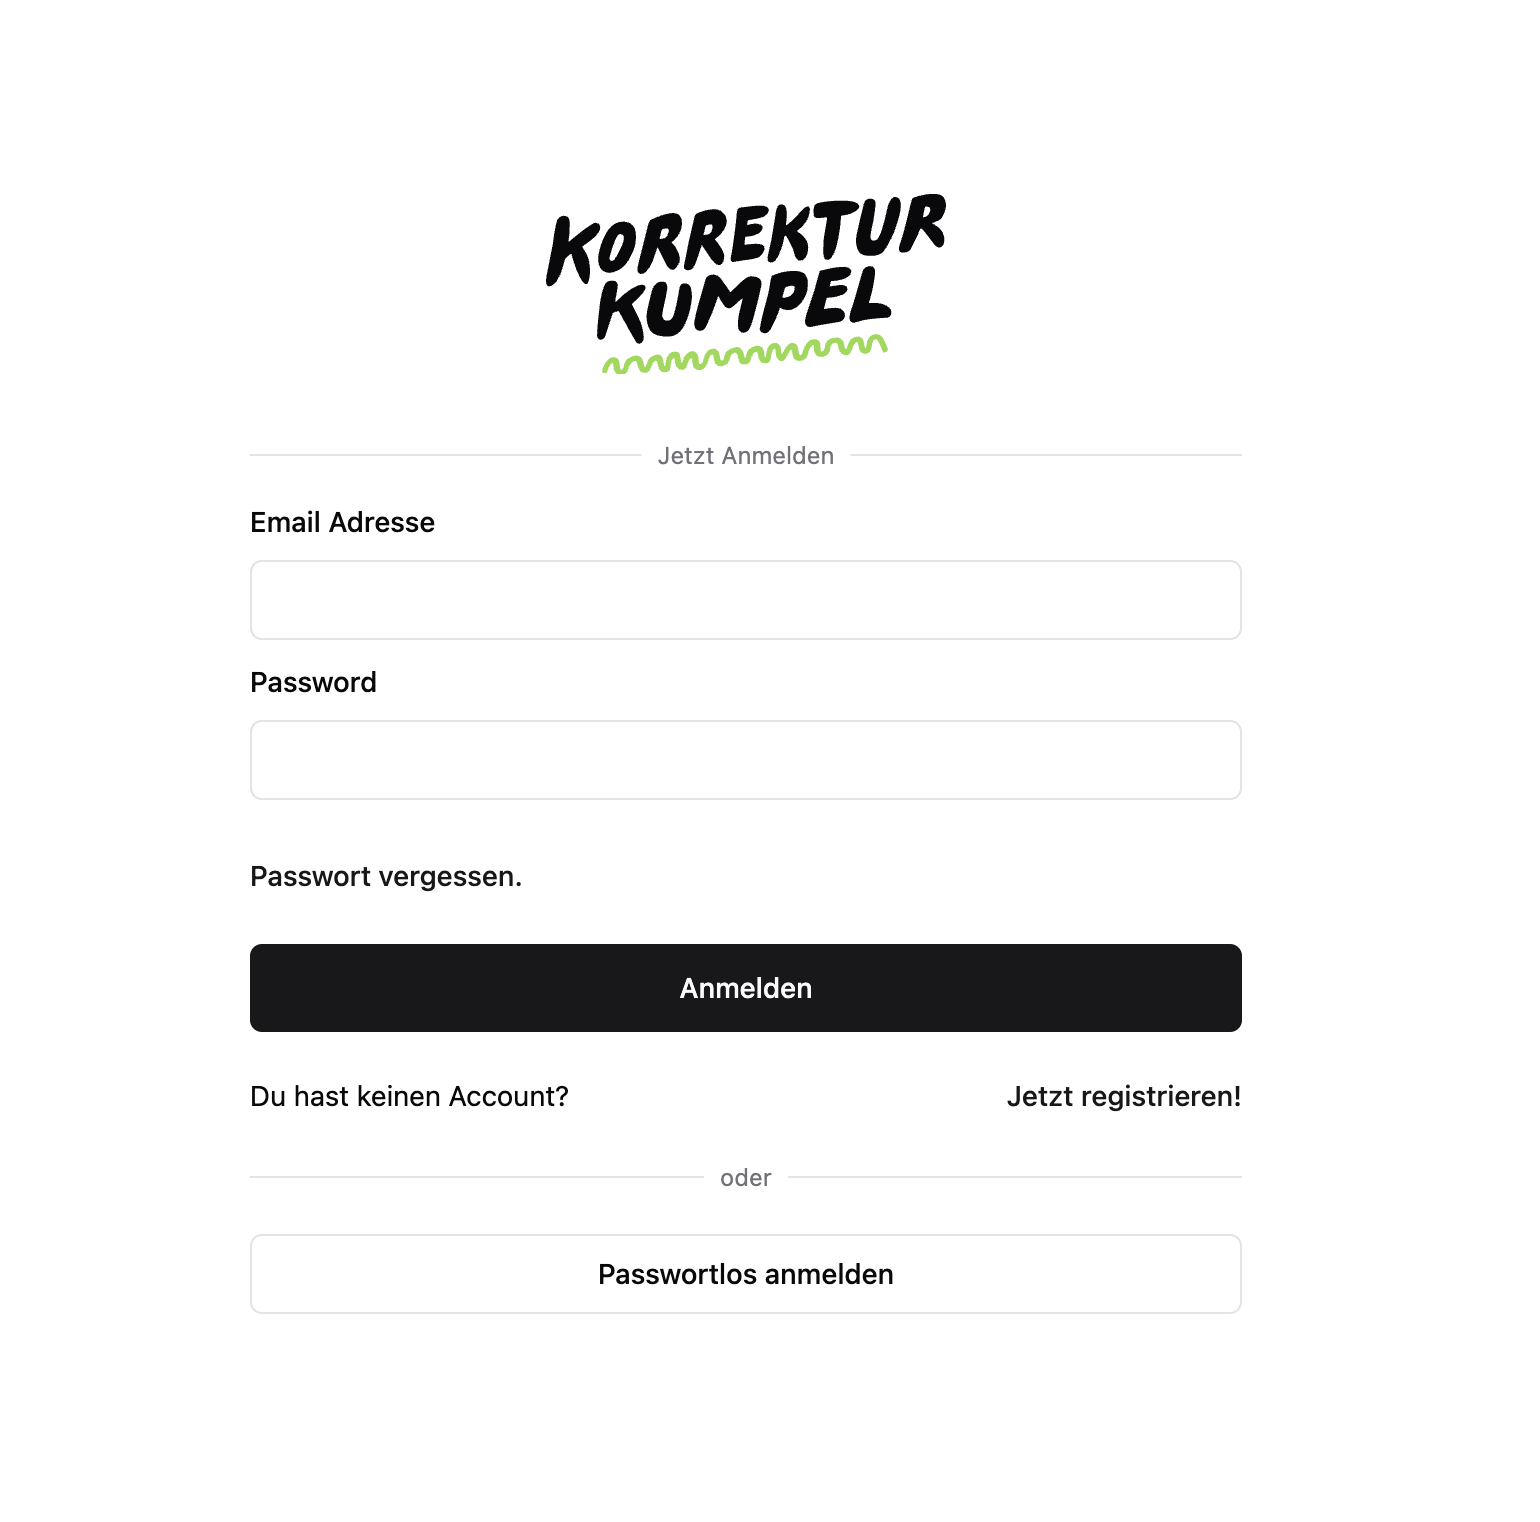 KORREKTUR
KUMPEL
Jetzt Anmelden
Email Adresse
Password
Passwort vergessen.
Anmelden
Du hast keinen Account? Jetzt registrieren!
oder
Passwortlos anmelden